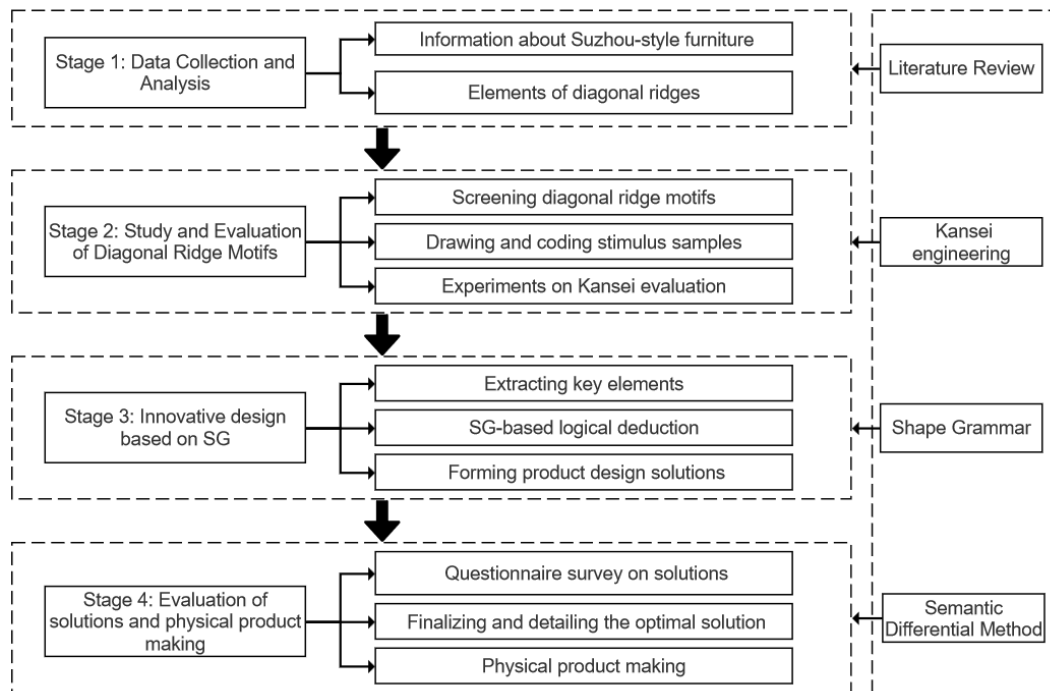 Stage 1: Data Collection and
Analysis
Information about Suzhou-style furniture
Elements of diagonal ridges
Literature Review
Stage 2: Study and Evaluation
of Diagonal Ridge Motifs
Screening diagonal ridge motifs
Drawing and coding stimulus samples
Experiments on Kansei evaluation
Kansei
engineering
Stage 3: Innovative design
based on SG
Extracting key elements
SG-based logical deduction
Forming product design solutions
Shape Grammar
Stage 4: Evaluation of
solutions and physical product
making
Questionnaire survey on solutions
Finalizing and detailing the optimal solution
Physical product making
Semantic
Differential Method